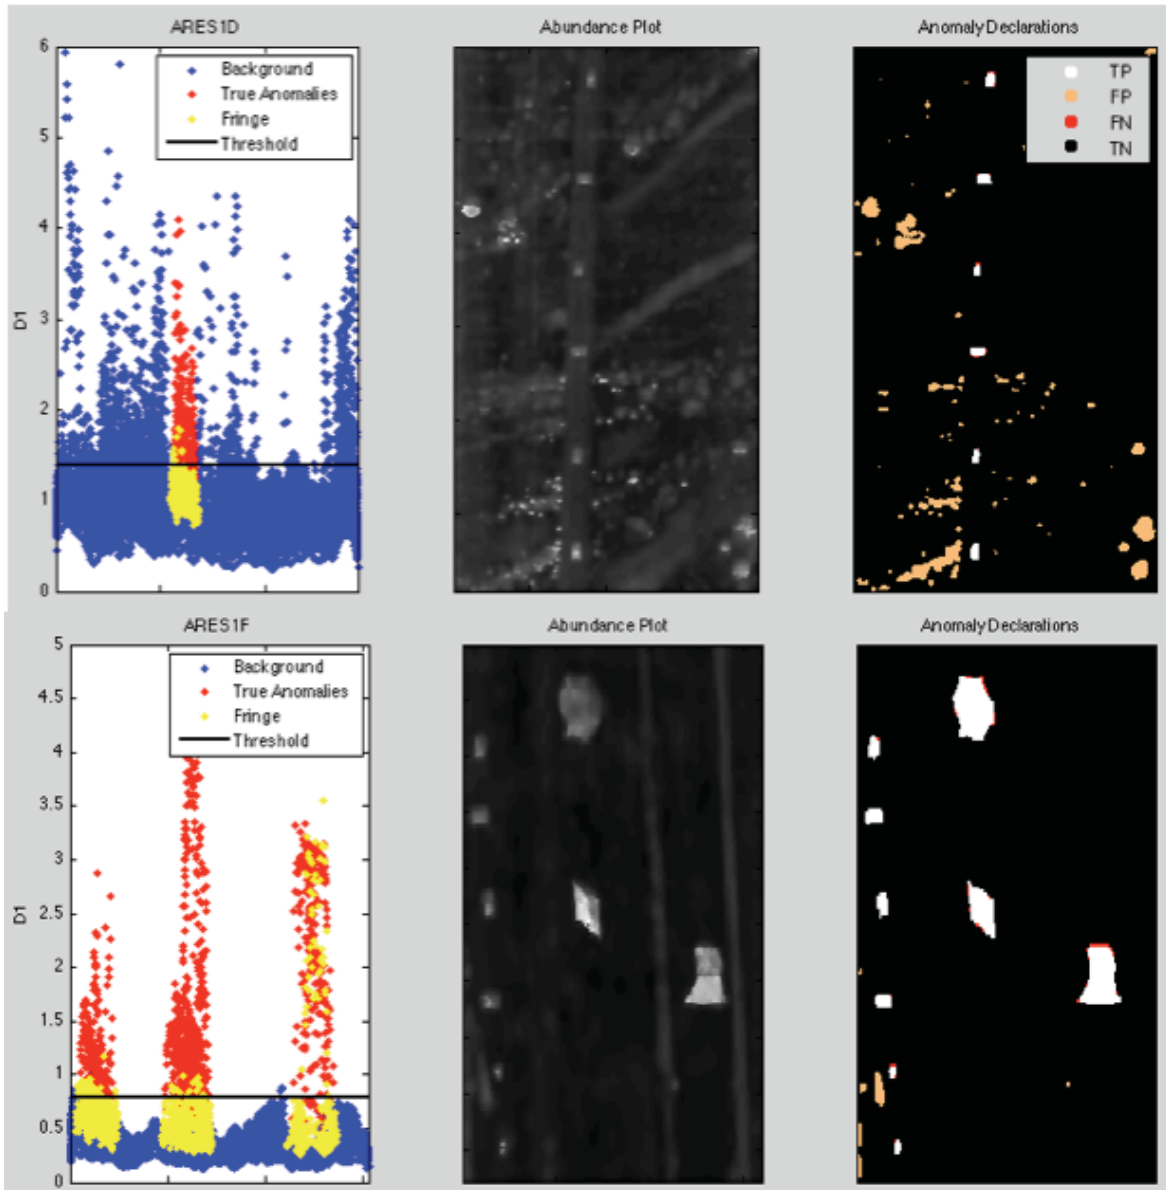 ARES1D
Abundance Plot
Anomaly Declarations
6
5
4
3
2
1
0
D1
Background
True Anomalies
Fringe
Threshold
TP
FP
FN
TN
ARES1F
Abundance Plot
Anomaly Declarations
5
4.5
4
3.5
3
2.5
2
1.5
1
0.5
0
D1
Background
True Anomalies
Fringe
Threshold